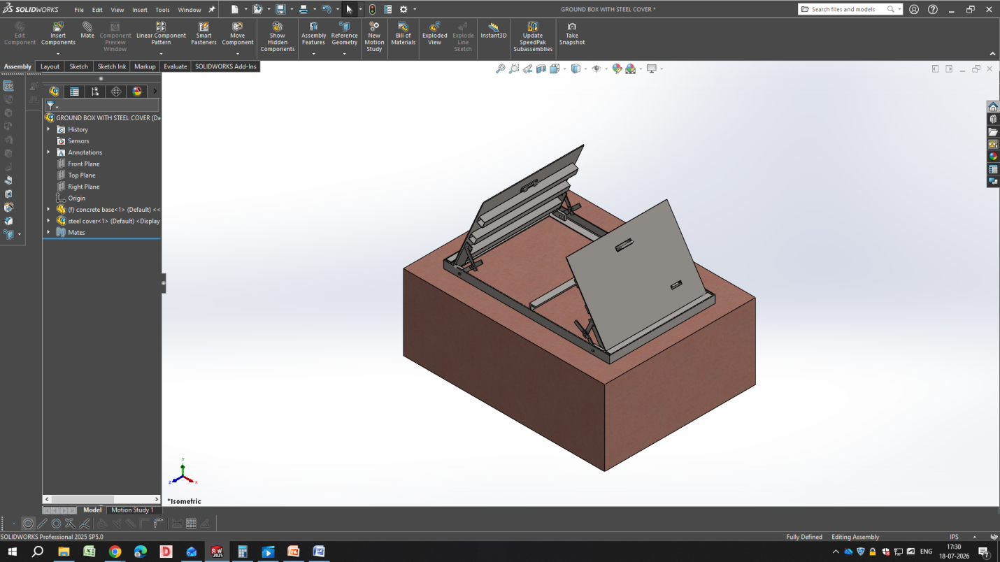 SOLIDWORKS File Edit View Insert Tools Window GROUND BOX WITH STEEL COVER * Search files and models
Edit Component
Insert Components
Mate
Component Preview Window
Linear Component Pattern
Smart Fasteners
Move Component
Show Hidden Components
Assembly Features
Reference Geometry
New Motion Study
Bill of Materials
Exploded View
Explode Line Sketch
Instant3D
Update SpeedPak Subassemblies
Take Snapshot
Assembly Layout Sketch Sketch Ink Markup Evaluate SOLIDWORKS Add-Ins
GROUND BOX WITH STEEL COVER (De
History
Sensors
Annotations
Front Plane
Top Plane
Right Plane
Origin
(f) concrete base<1> (Default) <<
steel cover<1> (Default) <Display
Mates
Y
Z
X
*Isometric
Model Motion Study 1
SOLIDWORKS Professional 2025 SP5.0 Fully Defined Editing Assembly IPS
ENG
17:30
18-07-2026